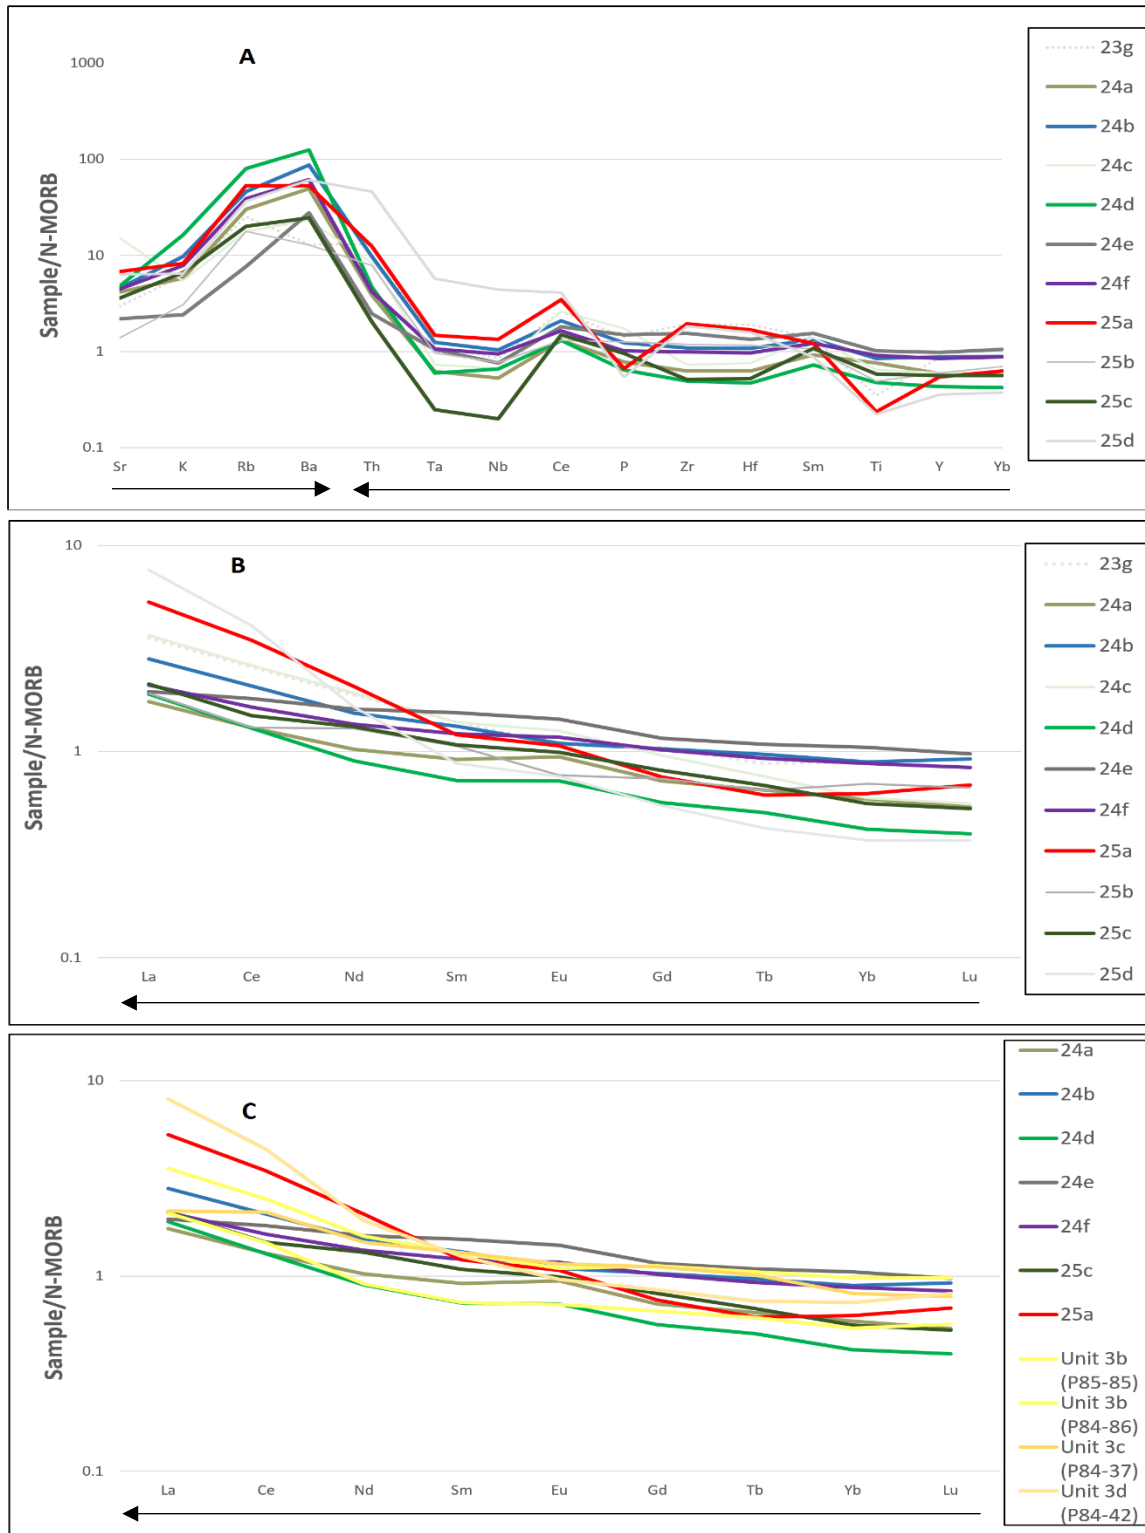 A
Sample/N-MORB
1000
100
10
1
0.1
Sr K Rb Ba Th Ta Nb Ce P Zr Hf Sm Ti Y Yb
23g
24a
24b
24c
24d
24e
24f
25a
25b
25c
25d
B
Sample/N-MORB
10
1
0.1
La Ce Nd Sm Eu Gd Tb Yb Lu
23g
24a
24b
24c
24d
24e
24f
25a
25b
25c
25d
C
Sample/N-MORB
10
1
0.1
La Ce Nd Sm Eu Gd Tb Yb Lu
24a
24b
24d
24e
24f
25c
25a
Unit 3b
(P85-85)
Unit 3b
(P84-86)
Unit 3c
(P84-37)
Unit 3d
(P84-42)